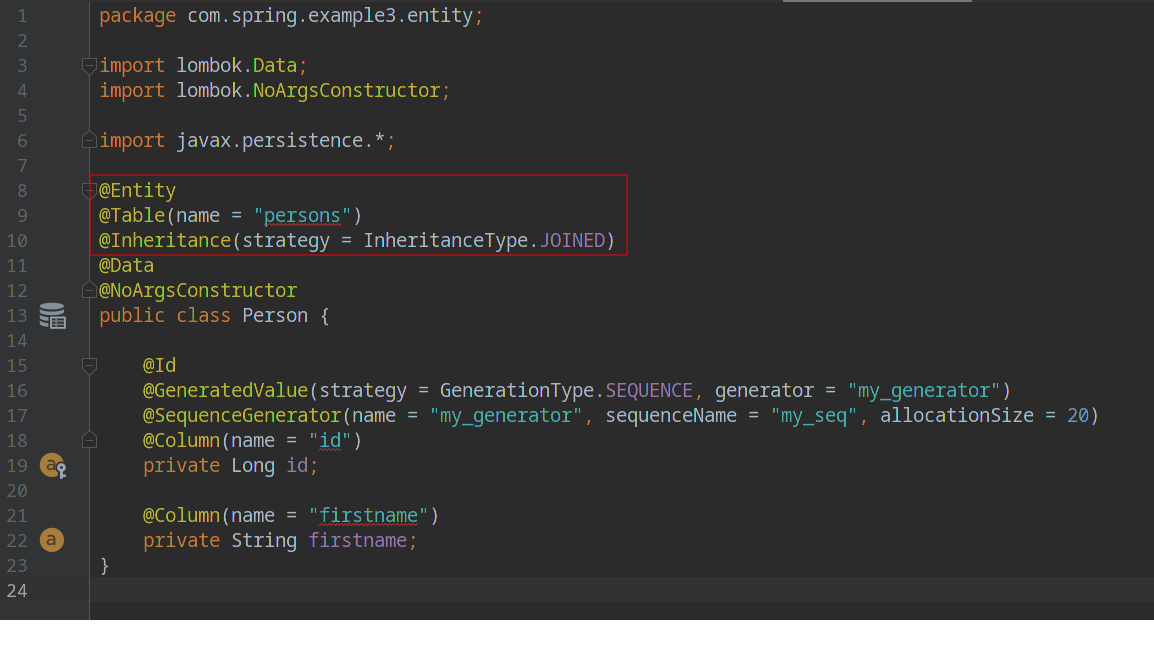 1 package com.spring.example3.entity;
2
3 import lombok.Data;
4 import lombok.NoArgsConstructor;
5
6 import javax.persistence.*;
7
8 @Entity
9 @Table(name = "persons")
10 @Inheritance(strategy = InheritanceType.JOINED)
11 @Data
12 @NoArgsConstructor
13 public class Person {
14
15 @Id
16 @GeneratedValue(strategy = GenerationType.SEQUENCE, generator = "my_generator")
17 @SequenceGenerator(name = "my_generator", sequenceName = "my_seq", allocationSize = 20)
18 @Column(name = "id")
19 a private Long id;
20
21 @Column(name = "firstname")
22 a private String firstname;
23 }
24